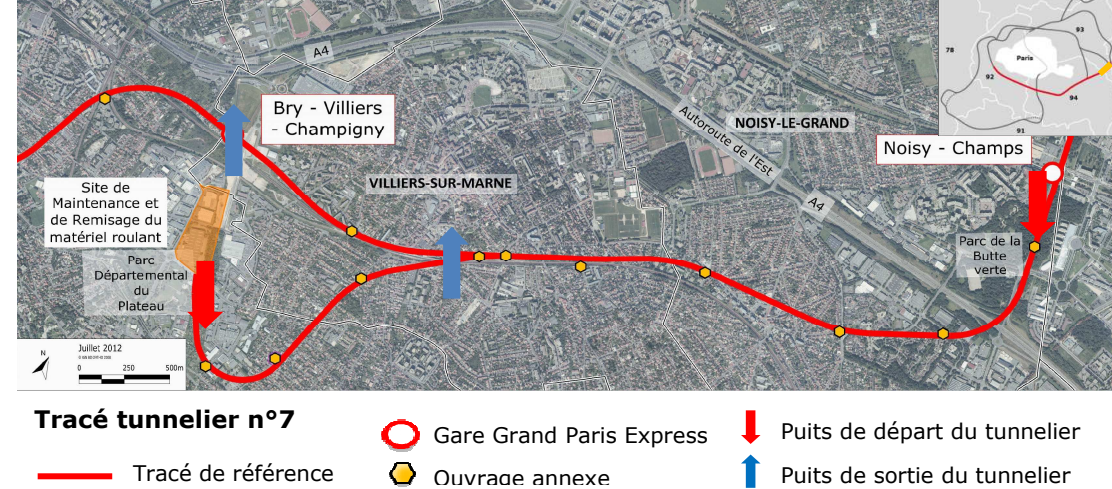 A4
Bry - Villiers
- Champigny
VILLIERS-SUR-MARNE
Autoroute de l'Est
NOISY-LE-GRAND
A4
Noisy - Champs
Parc de la
Butte
verte
Site de
Maintenance et
de Remisage du
matériel roulant
Parc
Départemental
du
Plateau
78
93
Paris
92
94
91
N
Juillet 2012
0 250 500m
Tracé tunnelier n°7
Tracé de référence
Gare Grand Paris Express
Ouvrage annexe
Puits de départ du tunnelier
Puits de sortie du tunnelier